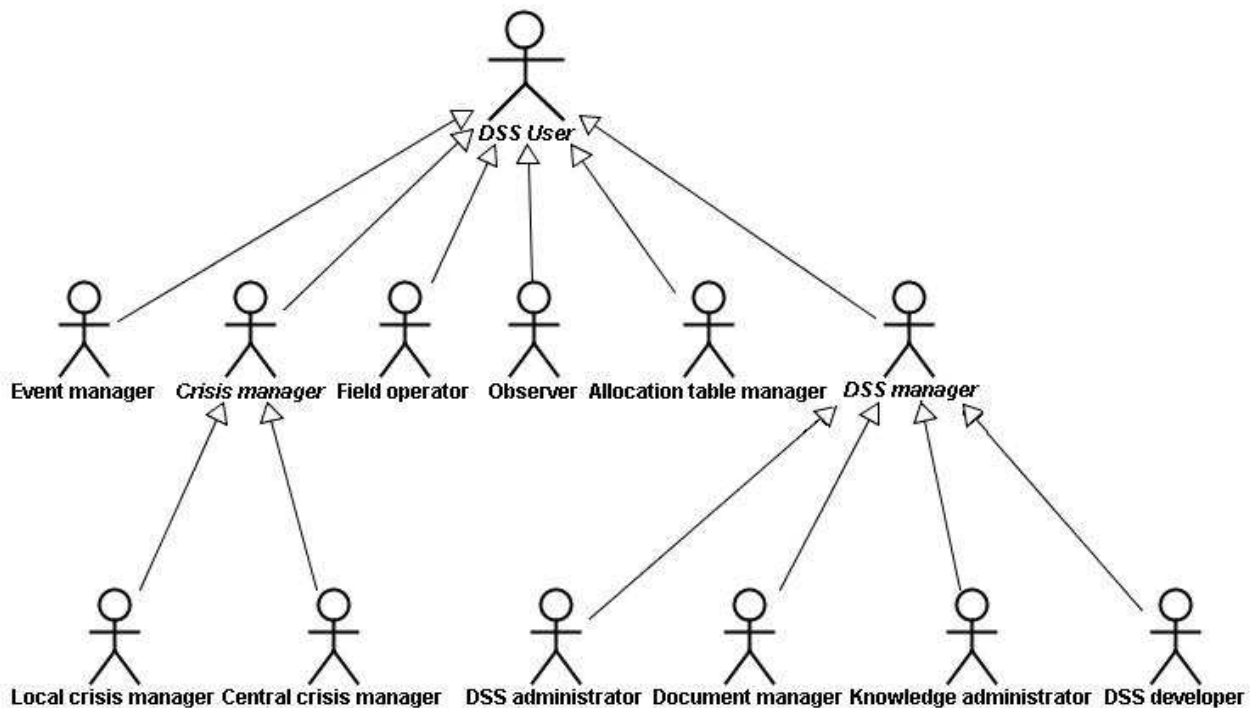 DSS User
Event manager
Crisis manager
Field operator
Observer
Allocation table manager
DSS manager
Local crisis manager
Central crisis manager
DSS administrator
Document manager
Knowledge administrator
DSS developer